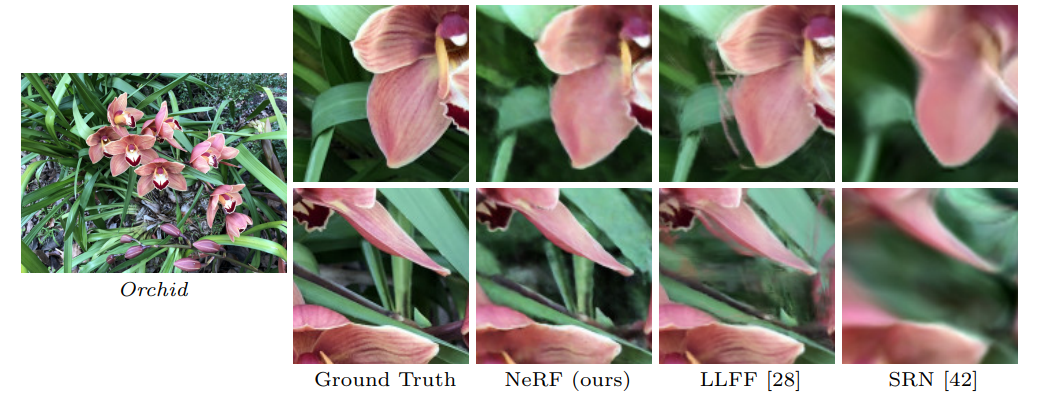 Orchid
Ground Truth
NeRF (ours)
LLFF [28]
SRN [42]